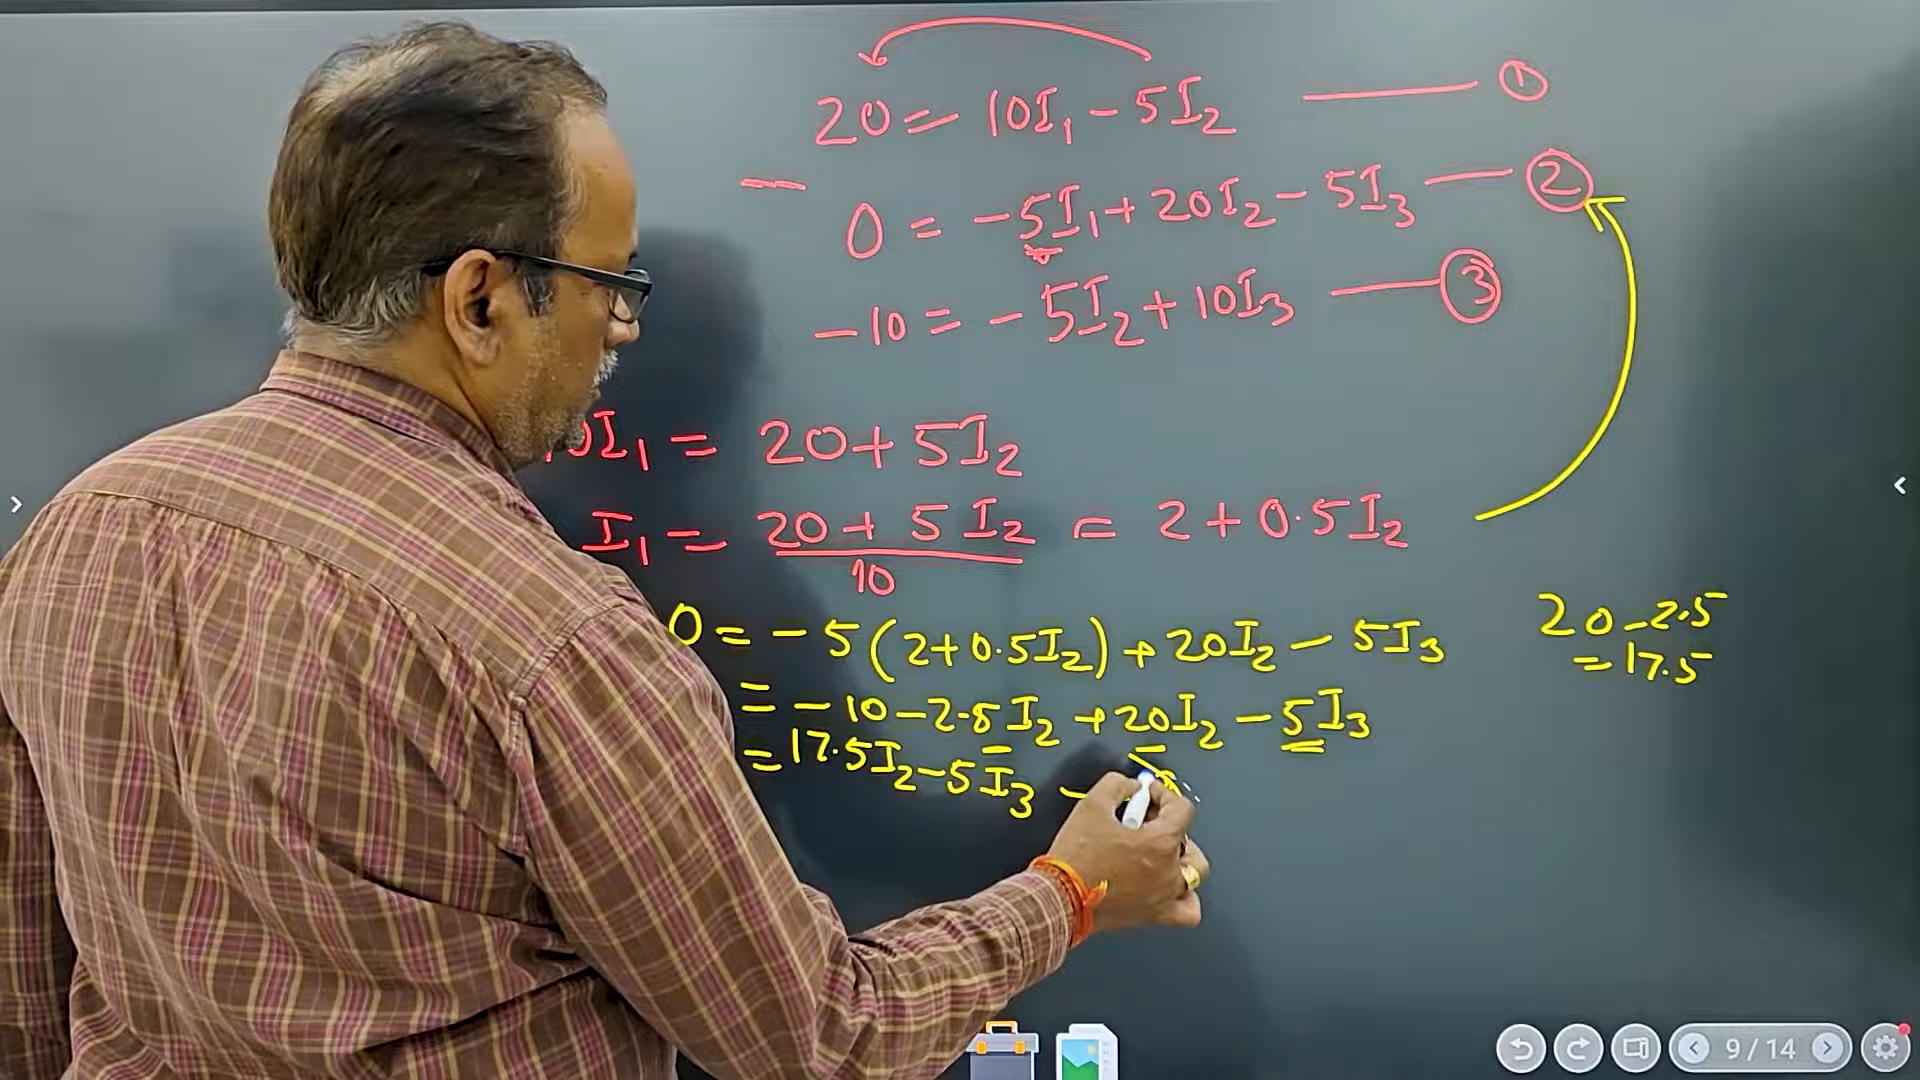 20 = 10I₁ - 5I₂ — ①
— 0 = -5I₁ + 20I₂ - 5I₃ — ②
-10 = -5I₂ + 10I₃ — ③
0I₁ = 20 + 5I₂
I₁ = 20 + 5I₂ / 10 = 2 + 0.5I₂
0 = -5(2+0.5I₂) + 20I₂ - 5I₃
20 - 2.5
= 17.5
= -10 - 2.5I₂ + 20I₂ - 5I₃
= 17.5I₂ - 5I₃ -
9 / 14